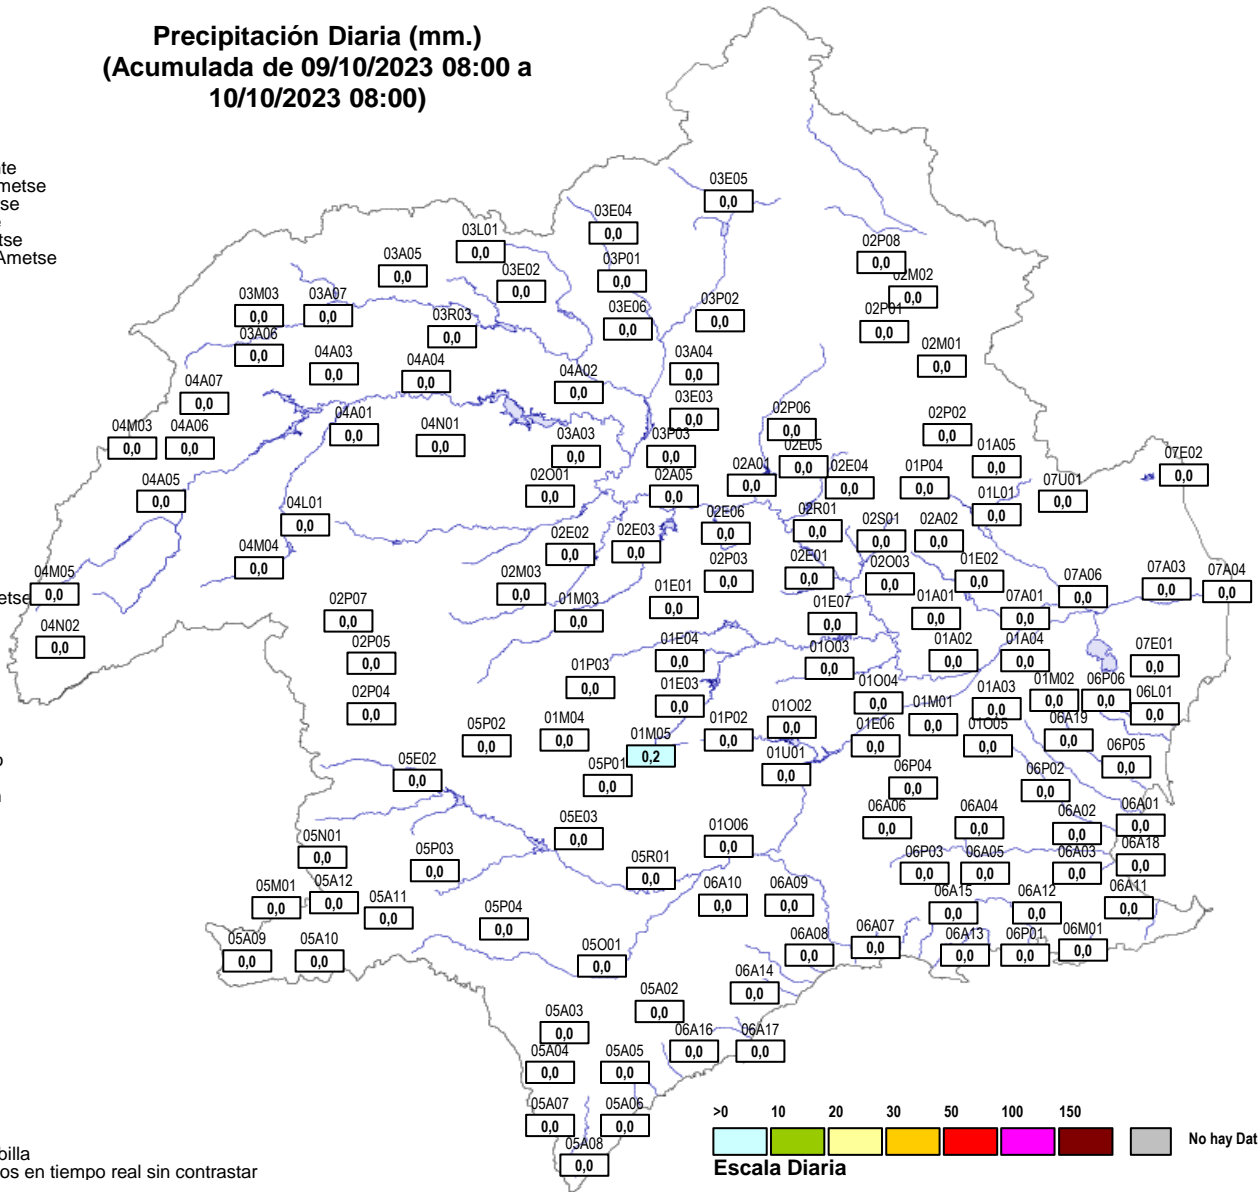 Precipitación Diaria (mm.)
(Acumulada de 09/10/2023 08:00 a
10/10/2023 08:00)
03E05
0,0
03E04
0,0
03L01
0,0
03A05
0,0
03E02
0,0
03P01
0,0
02P08
0,0
02M02
0,0
03M03
0,0
03A07
0,0
03R03
0,0
03E06
0,0
03P02
0,0
02P01
0,0
03A06
0,0
04A03
0,0
04A04
0,0
04A02
0,0
03A04
0,0
02M01
0,0
04A07
0,0
03E03
0,0
04M03
0,0
04A06
0,0
04A01
0,0
04N01
0,0
03A03
0,0
03P03
0,0
02P06
0,0
02E05
0,0
02P02
0,0
01A05
0,0
07E02
0,0
04A05
0,0
02O01
0,0
02A05
0,0
02A01
0,0
02E04
0,0
01P04
0,0
01L01
0,0
07U01
0,0
04L01
0,0
02E06
0,0
02R01
0,0
02S01
0,0
02A02
0,0
04M04
0,0
02E02
0,0
02E03
0,0
04M05
0,0
02M03
0,0
02P03
0,0
02E01
0,0
02O03
0,0
01E02
0,0
07A06
0,0
07A03
0,0
07A04
0,0
etse
02P07
0,0
01M03
0,0
01E01
0,0
01E07
0,0
01A01
0,0
07A01
0,0
04N02
0,0
02P05
0,0
01E04
0,0
01O03
0,0
01A02
0,0
01A04
0,0
07E01
0,0
02P04
0,0
01P03
0,0
01E03
0,0
01O04
0,0
01A03
0,0
01M02
0,0
06P06
0,0
06L01
0,0
05P02
0,0
01M04
0,0
01M05
0,2
01P02
0,0
01O02
0,0
01E06
0,0
01M01
0,0
01O05
0,0
06A19
0,0
05E02
0,0
05P01
0,0
01U01
0,0
06P04
0,0
06P02
0,0
06P05
0,0
05E03
0,0
01O06
0,0
06A06
0,0
06A04
0,0
06A02
0,0
06A01
0,0
05N01
0,0
05P03
0,0
05R01
0,0
06P03
0,0
06A05
0,0
06A03
0,0
06A18
0,0
05M01
0,0
05A12
0,0
05A11
0,0
06A10
0,0
06A09
0,0
06A15
0,0
06A12
0,0
06A11
0,0
05P04
0,0
05A09
0,0
05A10
0,0
05O01
0,0
06A08
0,0
06A07
0,0
06A13
0,0
06P01
0,0
06M01
0,0
06A14
0,0
05A02
0,0
05A03
0,0
06A16
0,0
06A17
0,0
05A04
0,0
05A05
0,0
05A07
0,0
05A06
0,0
05A08
0,0
>0 10 20 30 50 100 150
No hay Dat
Escala Diaria
nte
metse
tse
e
tse
Ametse
o
billa
os en tiempo real sin contrastar